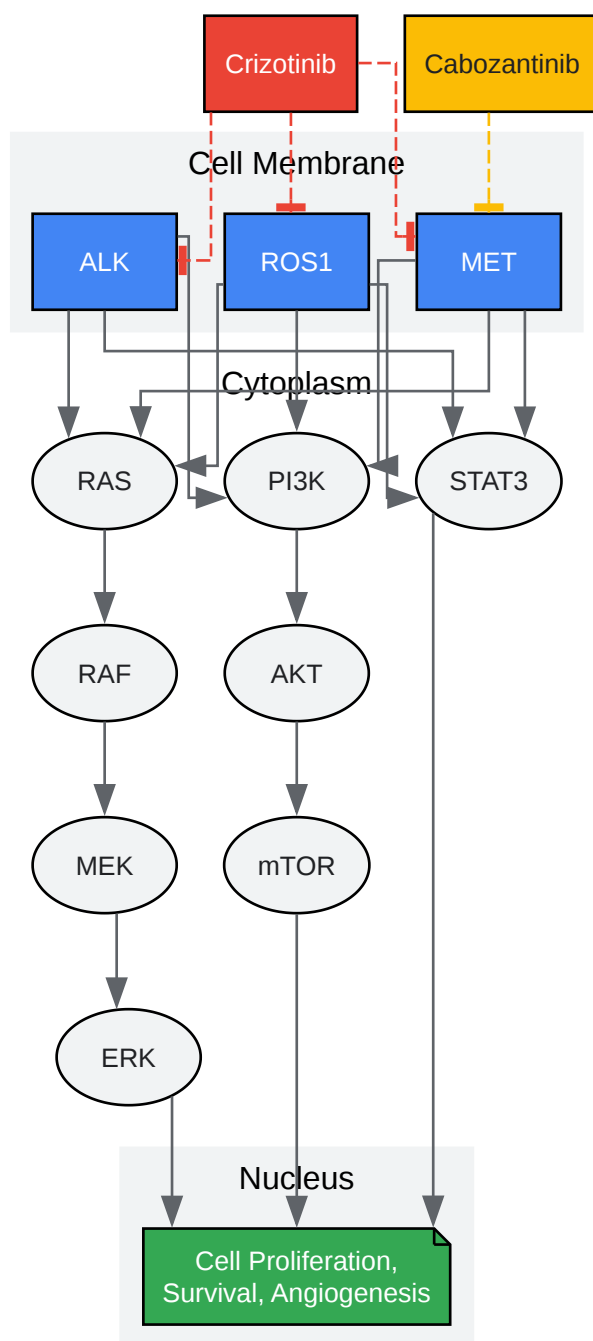 Crizotinib
Cabozantinib
Cell Membrane
ALK
ROS1
MET
Cytoplasm
RAS
PI3K
STAT3
RAF
AKT
MEK
mTOR
ERK
Nucleus
Cell Proliferation,
Survival, Angiogenesis